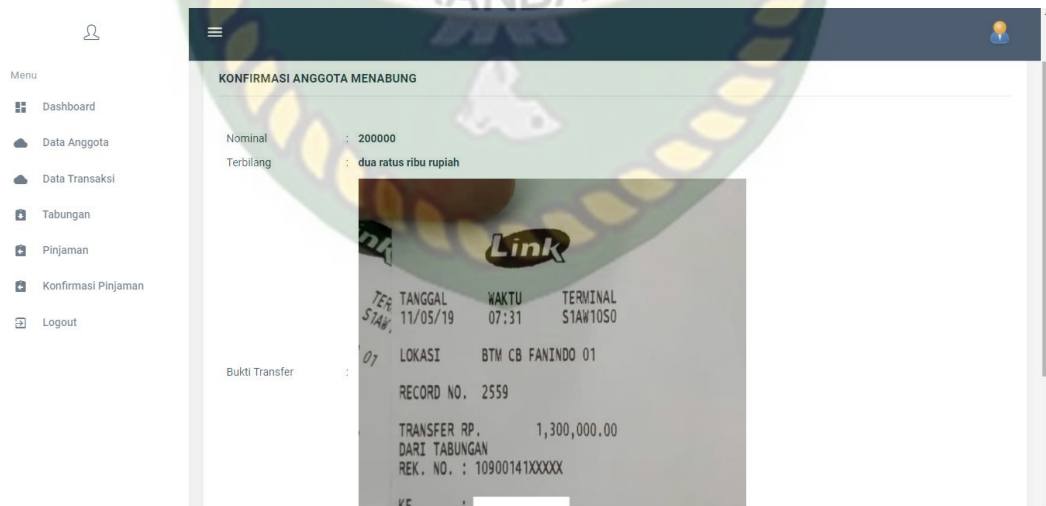 Menu
Dashboard
Data Anggota
Data Transaksi
Tabungan
Pinjaman
Konfirmasi Pinjaman
Logout
KONFIRMASI ANGGOTA MENABUNG
Nominal : 200000
Terbilang : dua ratus ribu rupiah
Bukti Transfer :
Link
TANGGAL WAKTU TERMINAL
11/05/19 07:31 S1AW10S0
LOKASI BTM CB FANINDO 01
RECORD NO. 2559
TRANSFER RP. 1,300,000.00
DARI TABUNGAN
REK. NO. : 10900141XXXXX
KE :